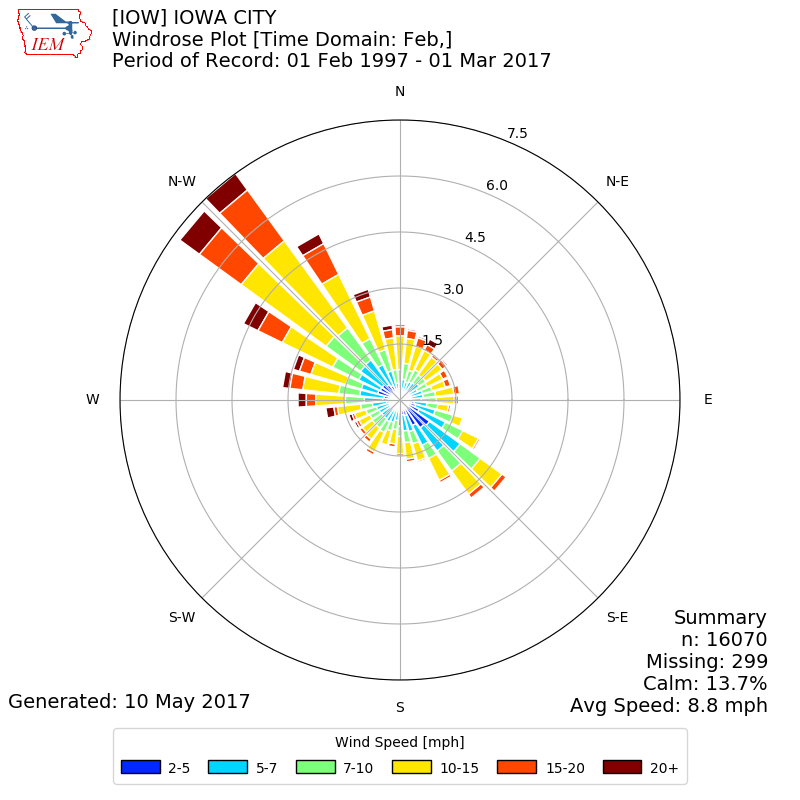 IEM
[IOW] IOWA CITY
Windrose Plot [Time Domain: Feb,]
Period of Record: 01 Feb 1997 - 01 Mar 2017
N
7.5
N-W
6.0
N-E
4.5
3.0
1.5
W
E
S-W
S-E
S
Summary
n: 16070
Missing: 299
Calm: 13.7%
Avg Speed: 8.8 mph
Generated: 10 May 2017
Wind Speed [mph]
2-5 5-7 7-10 10-15 15-20 20+